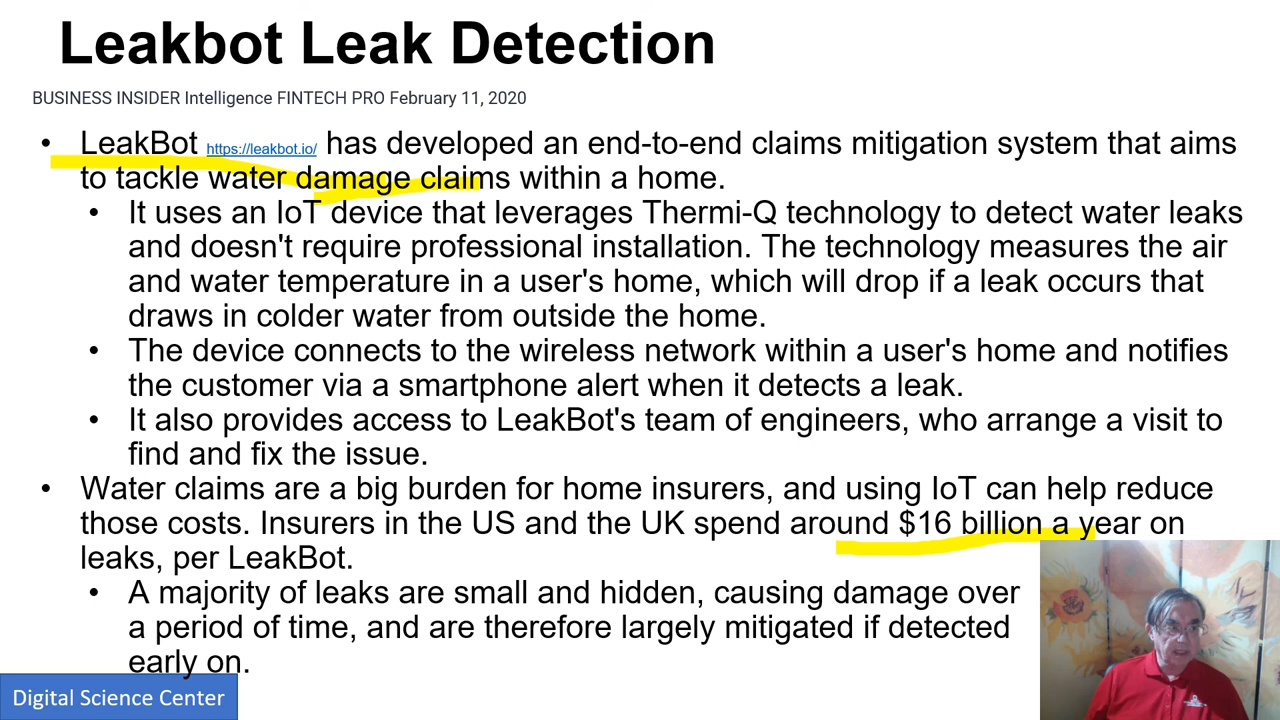 Leakbot Leak Detection
BUSINESS INSIDER Intelligence FINTECH PRO February 11, 2020
• LeakBot https://leakbot.io/ has developed an end-to-end claims mitigation system that aims
to tackle water damage claims within a home.
• It uses an IoT device that leverages Thermi-Q technology to detect water leaks
and doesn't require professional installation. The technology measures the air
and water temperature in a user's home, which will drop if a leak occurs that
draws in colder water from outside the home.
• The device connects to the wireless network within a user's home and notifies
the customer via a smartphone alert when it detects a leak.
• It also provides access to LeakBot's team of engineers, who arrange a visit to
find and fix the issue.
• Water claims are a big burden for home insurers, and using IoT can help reduce
those costs. Insurers in the US and the UK spend around $16 billion a year on
leaks, per LeakBot.
• A majority of leaks are small and hidden, causing damage over
a period of time, and are therefore largely mitigated if detected
early on.
Digital Science Center